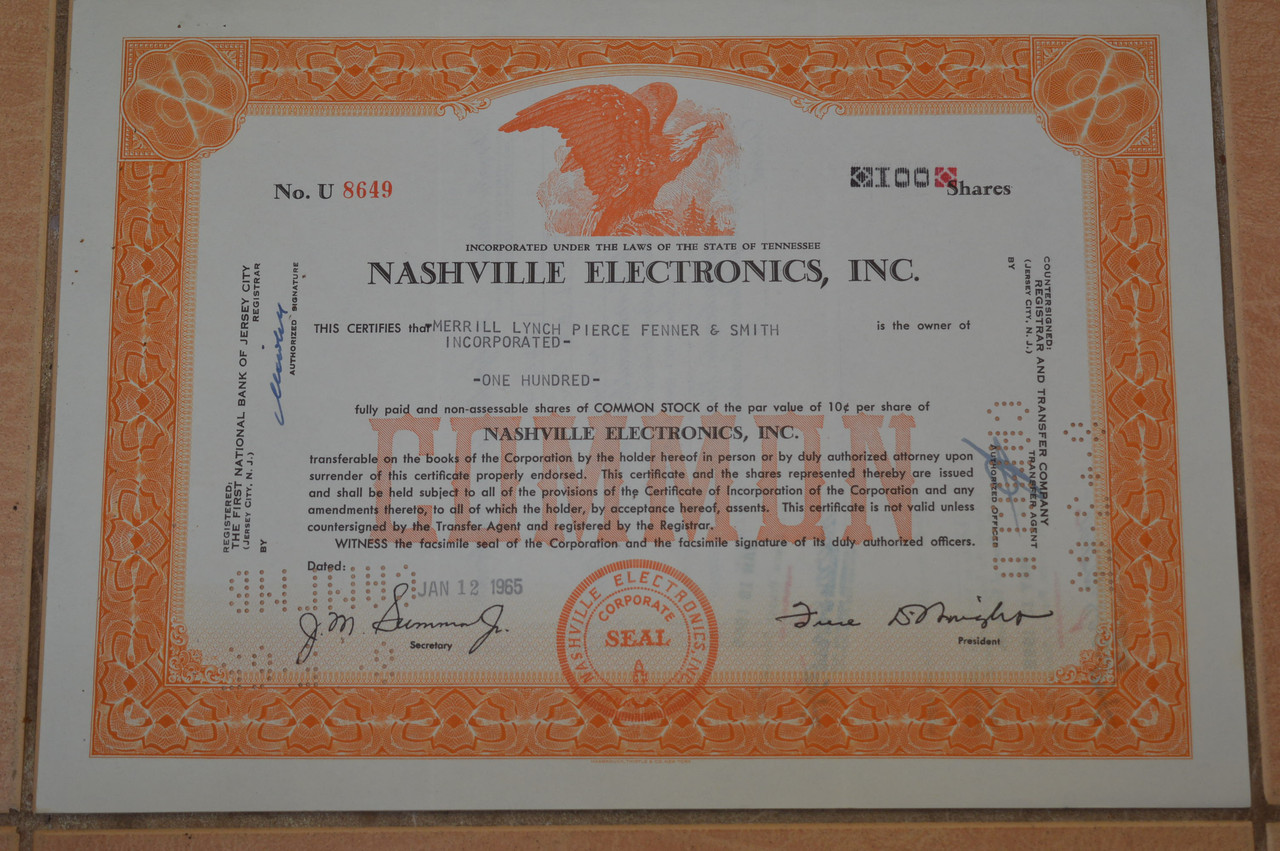 No. U 8649
100 Shares
INCORPORATED UNDER THE LAWS OF THE STATE OF TENNESSEE
NASHVILLE ELECTRONICS, INC.
THIS CERTIFIES that MERRILL LYNCH PIERCE FENNER & SMITH is the owner of
INCORPORATED-
-ONE HUNDRED-
fully paid and non-assessable shares of COMMON STOCK of the par value of 10¢ per share of
COMMON
NASHVILLE ELECTRONICS, INC.
transferable on the books of the Corporation by the holder hereof in person or by duly authorized attorney upon
surrender of this certificate properly endorsed. This certificate and the shares represented thereby are issued
and shall be held subject to all of the provisions of the Certificate of Incorporation of the Corporation and any
amendments thereto, to all of which the holder, by acceptance hereof, assents. This certificate is not valid unless
countersigned by the Transfer Agent and registered by the Registrar.
WITNESS the facsimile seal of the Corporation and the facsimile signature of its duly authorized officers.
Dated:
JAN 12 1965
J. M. Summar Jr.
Secretary
President
NASHVILLE ELECTRONICS, INC.
CORPORATE
SEAL
REGISTERED:
THE FIRST NATIONAL BANK OF JERSEY CITY
(JERSEY CITY, N. J.) REGISTRAR
BY
AUTHORIZED SIGNATURE
COUNTERSIGNED:
REGISTRAR AND TRANSFER COMPANY
(JERSEY CITY, N. J.) TRANSFER AGENT
BY
AUTHORIZED OFFICER